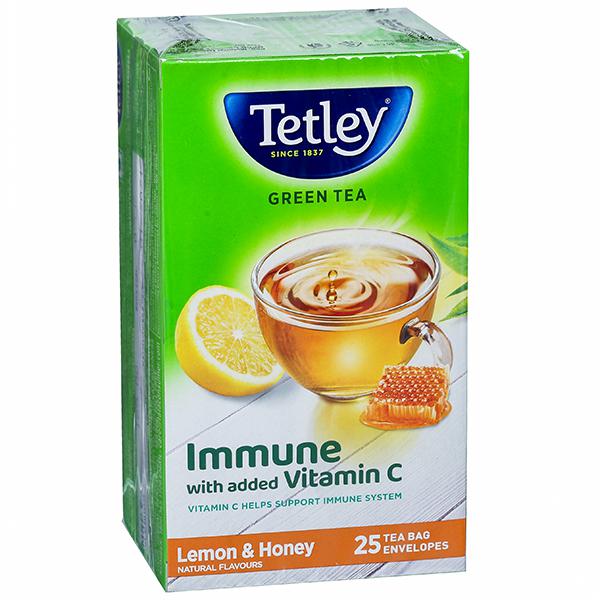 Tetley®
SINCE 1837
GREEN TEA
Immune
with added Vitamin C
VITAMIN C HELPS SUPPORT IMMUNE SYSTEM
Lemon & Honey
NATURAL FLAVOURS
25 TEA BAG
ENVELOPES